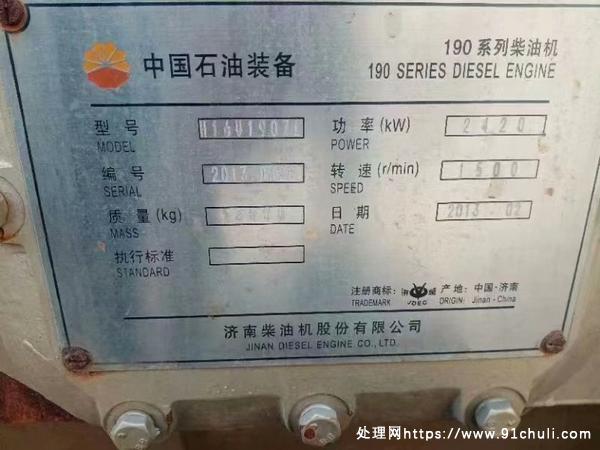 中国石油装备
190 系列柴油机
190 SERIES DIESEL ENGINE
型号
MODEL
功率(kW) 2420
POWER
编号
SERIAL
转速(r/min) 1500
SPEED
质量(kg)
MASS
日期 2013.02
DATE
执行标准
STANDARD
注册商标:
TRADEMARK
JDEC
产地: 中国·济南
ORIGIN: Jinan - China
济南柴油机股份有限公司
JINAN DIESEL ENGINE CO.,LTD.
处理网https://www.91chuli.com/